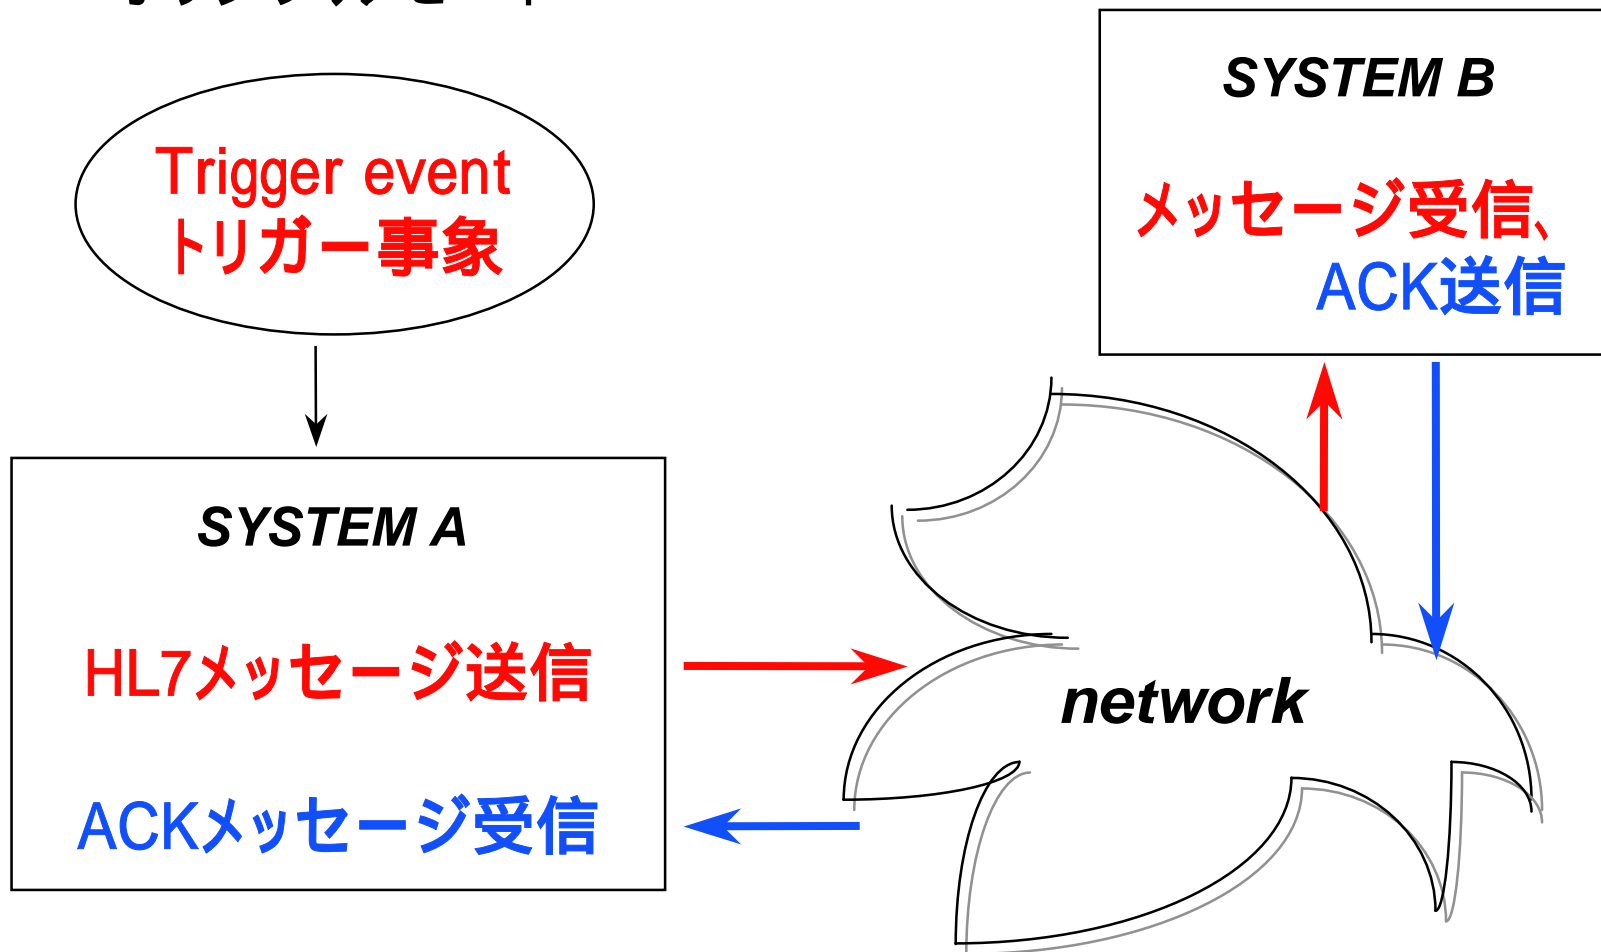 Trigger event
トリガー事象
SYSTEM B
メッセージ受信、
ACK送信
SYSTEM A
HL7メッセージ送信
ACKメッセージ受信
network